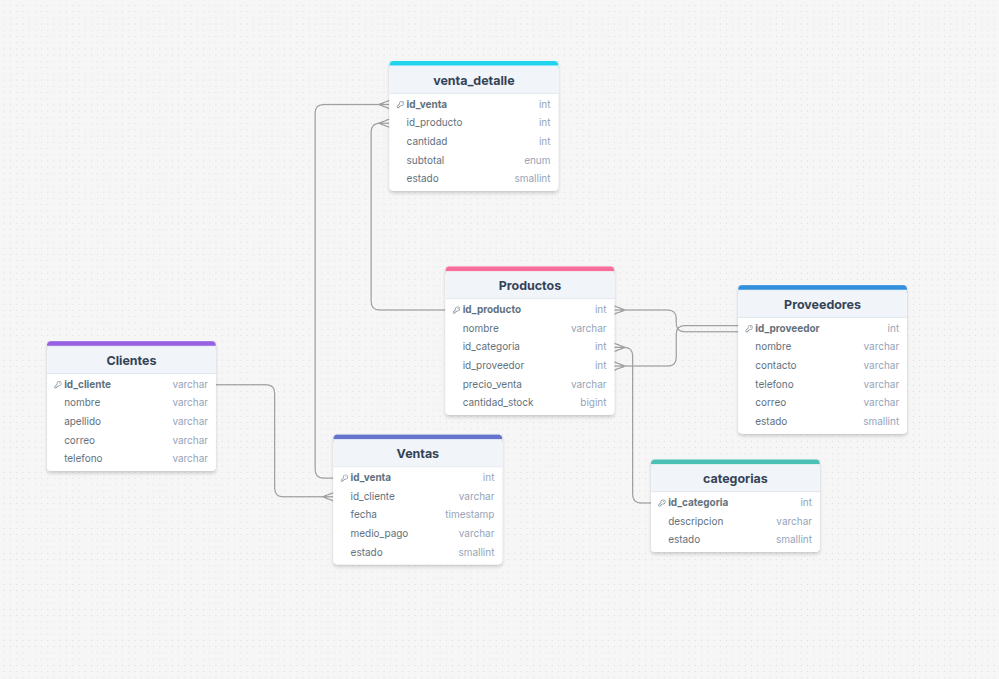 venta_detalle
id_venta int
id_producto int
cantidad int
subtotal enum
estado smallint
Productos
id_producto int
nombre varchar
id_categoria int
id_proveedor int
precio_venta varchar
cantidad_stock bigint
Proveedores
id_proveedor int
nombre varchar
contacto varchar
telefono varchar
correo varchar
estado smallint
Clientes
id_cliente varchar
nombre varchar
apellido varchar
correo varchar
telefono varchar
Ventas
id_venta int
id_cliente varchar
fecha timestamp
medio_pago varchar
estado smallint
categorias
id_categoria int
descripcion varchar
estado smallint